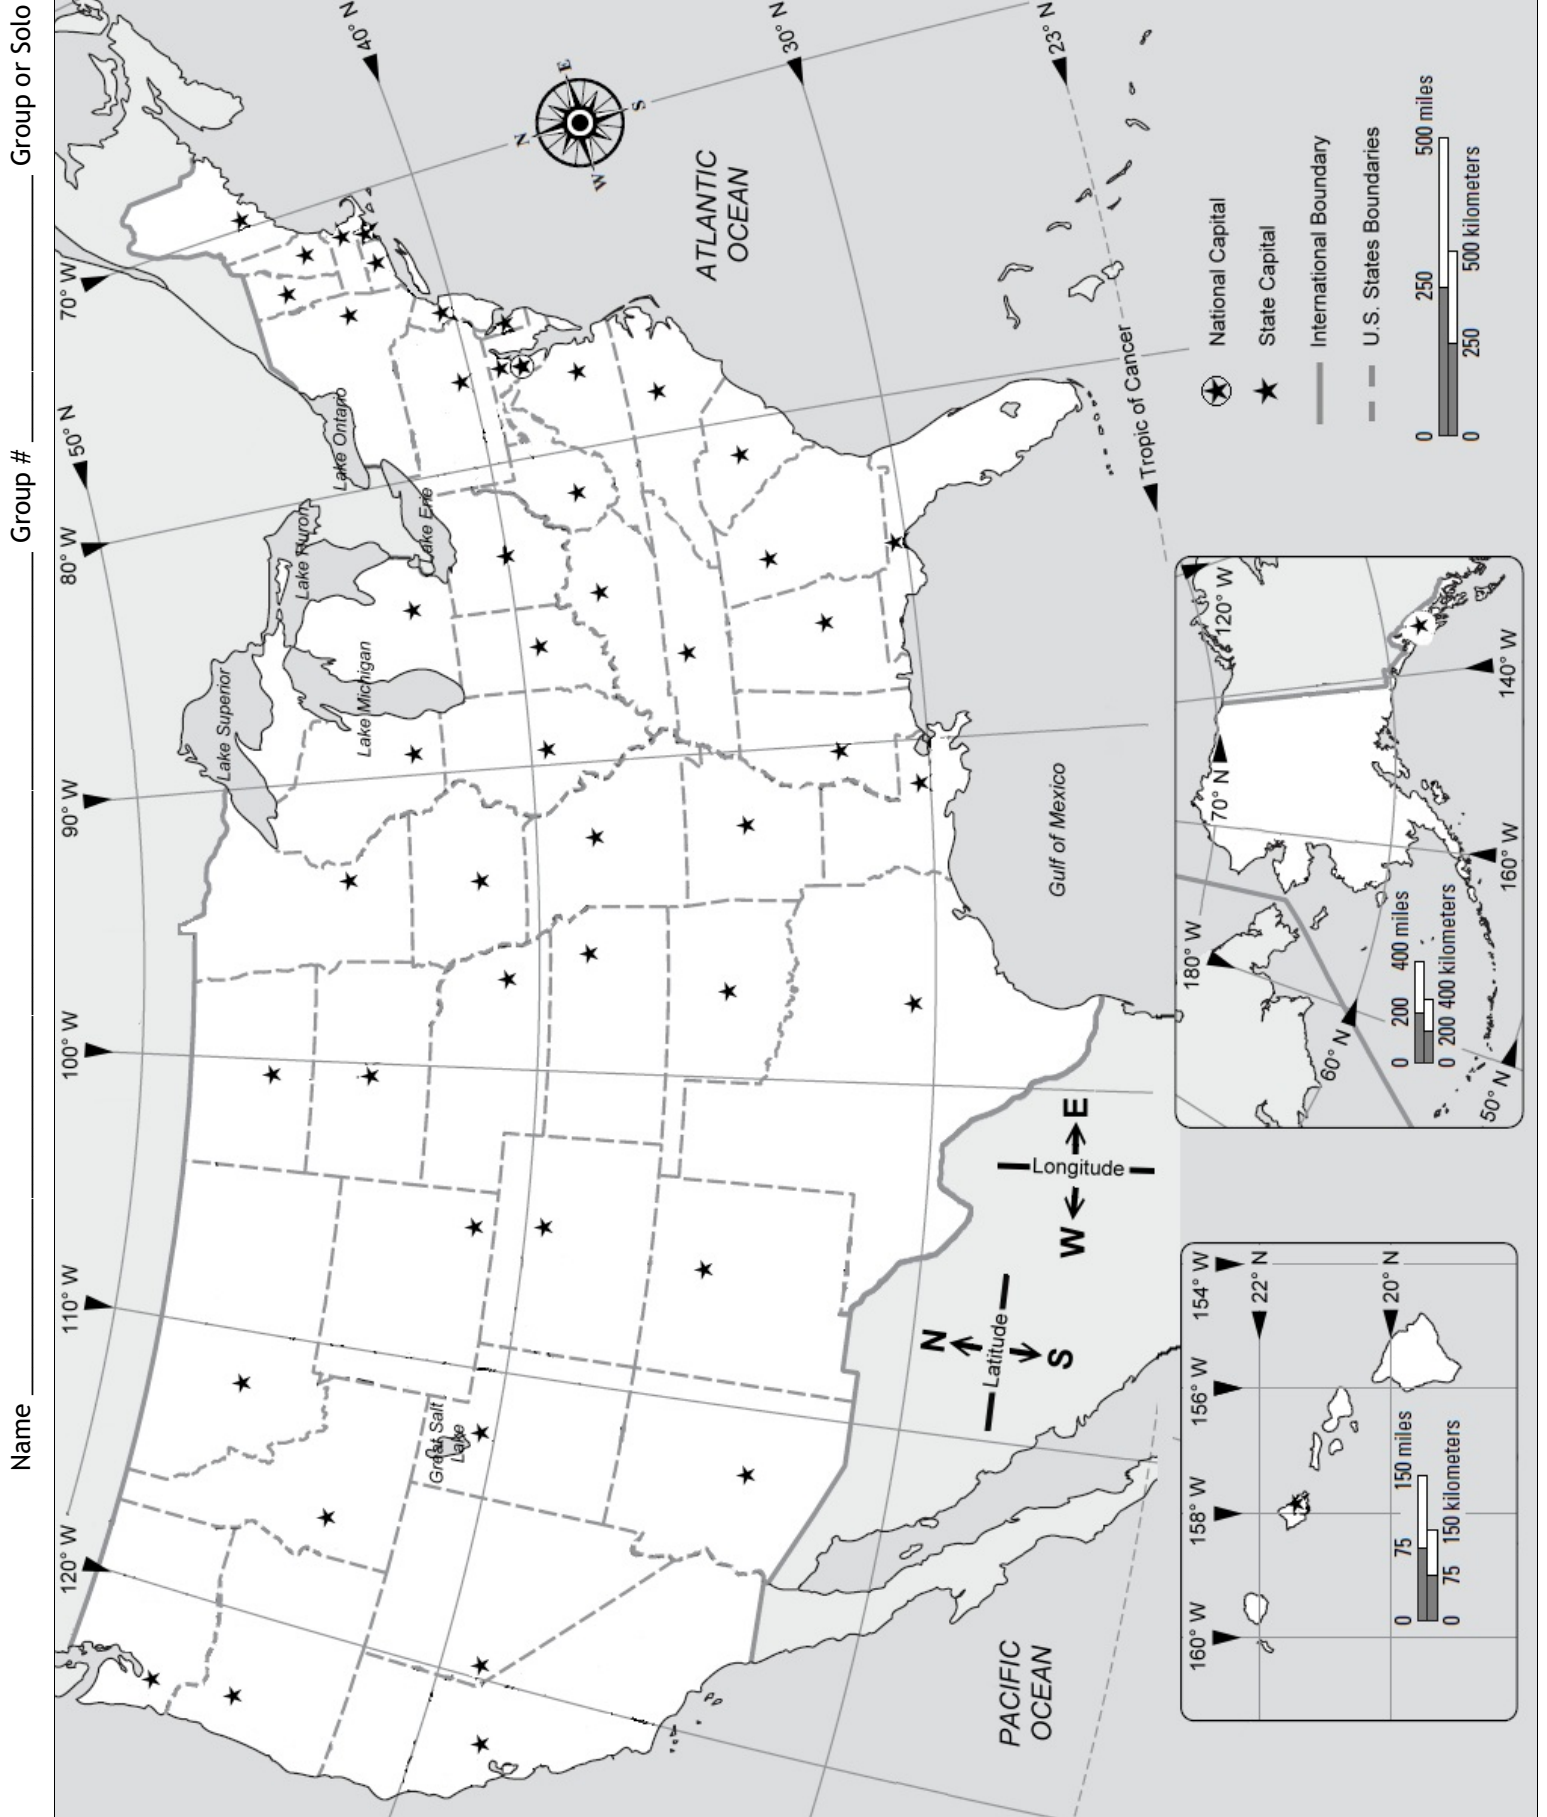 Name Group # Group or Solo
120° W
110° W
100° W
90° W
80° W
50° N
70° W
40° N
30° N
23° N
Lake Superior
Lake Michigan
Lake Huron
Lake Erie
Lake Ontario
Great Salt
Lake
N
E
S
W
ATLANTIC
OCEAN
PACIFIC
OCEAN
Gulf of Mexico
Tropic of Cancer
N
Latitude
S
W
Longitude
E
National Capital
State Capital
International Boundary
U.S. States Boundaries
0 250 500 miles
0 250 500 kilometers
160° W
158° W
156° W
154° W
22° N
20° N
0 75 150 miles
0 75 150 kilometers
180° W
70° N
120° W
60° N
50° N
160° W
140° W
0 200 400 miles
0 200 400 kilometers